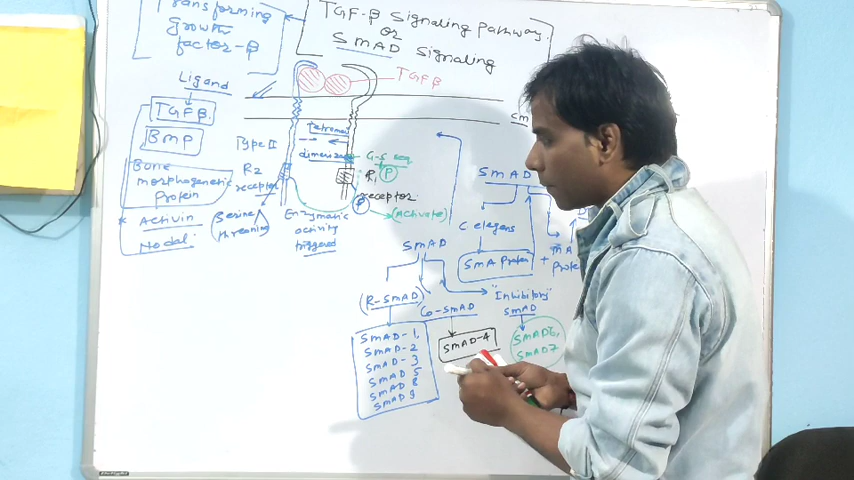 Transforming
Growth
factor-β
TGF-β Signaling pathway.
or
SMAD Signaling
Ligand
TGFβ
TGFβ.
BMP
Bone
morphogenetic
Protein
* Activin
Nodal
Type II
R2
receptor
Serine
threonine
Tetramer
dimerize
G-S seq.
R1
P
receptor
P
(Activate)
Enzymatic
activity
triggered
SMAD
C elegans
SMA Protein
+
SMAD
(R-SMAD)
Co-SMAD
"Inhibitory"
SMAD
SMAD-1,
SMAD-2
SMAD-3
SMAD 5
SMAD 8
SMAD 9
SMAD-4
SMAD6,
SMAD7